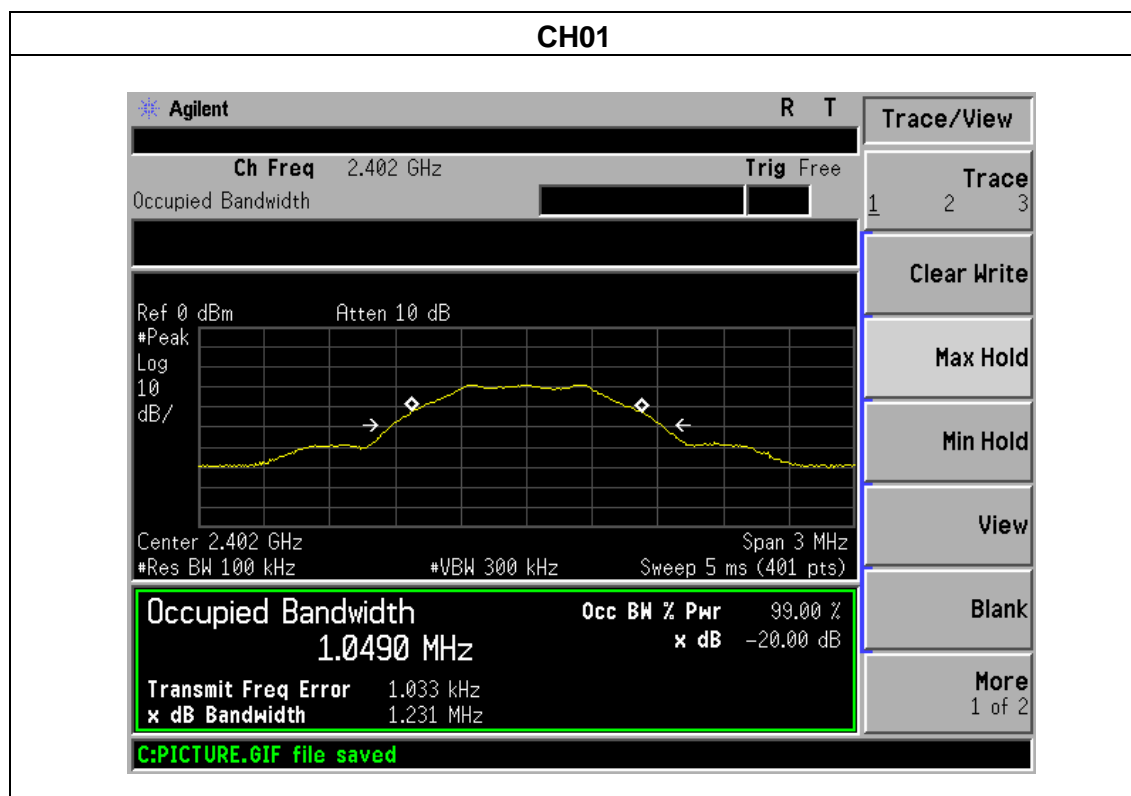 CH01
Agilent R T
Trace/View
Ch Freq 2.402 GHz Trig Free
Occupied Bandwidth
Trace
1 2 3
Clear Write
Ref 0 dBm Atten 10 dB
#Peak
Log
10
dB/
Max Hold
Min Hold
View
Center 2.402 GHz Span 3 MHz
#Res BW 100 kHz #VBW 300 kHz Sweep 5 ms (401 pts)
Occupied Bandwidth Occ BW % Pwr 99.00 %
1.0490 MHz x dB -20.00 dB
Blank
Transmit Freq Error 1.033 kHz
x dB Bandwidth 1.231 MHz
More
1 of 2
C:PICTURE.GIF file saved